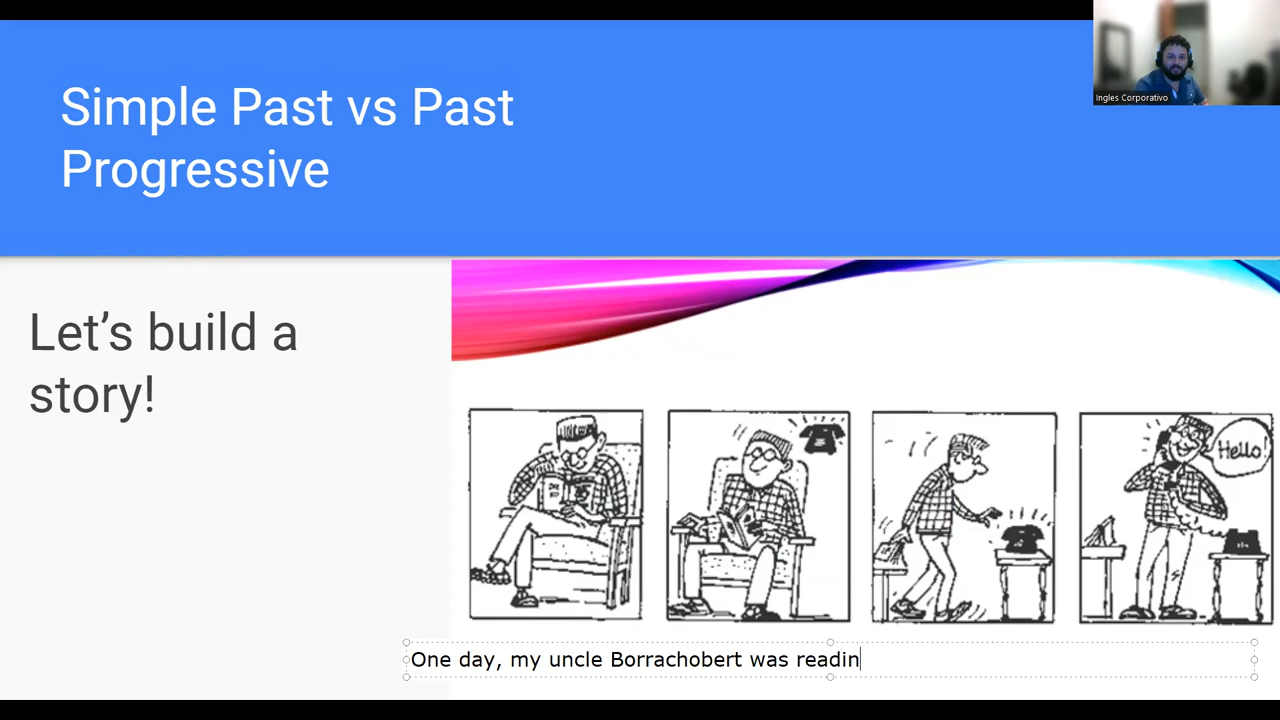 Ingles Corporativo
Simple Past vs Past
Progressive
Let’s build a
story!
Hello!
One day, my uncle Borrachobert was readin